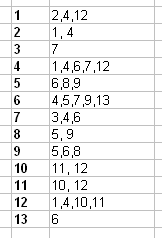 1 2,4,12
2 1, 4
3 7
4 1,4,6,7,12
5 6,8,9
6 4,5,7,9,13
7 3,4,6
8 5, 9
9 5,6,8
10 11, 12
11 10, 12
12 1,4,10,11
13 6